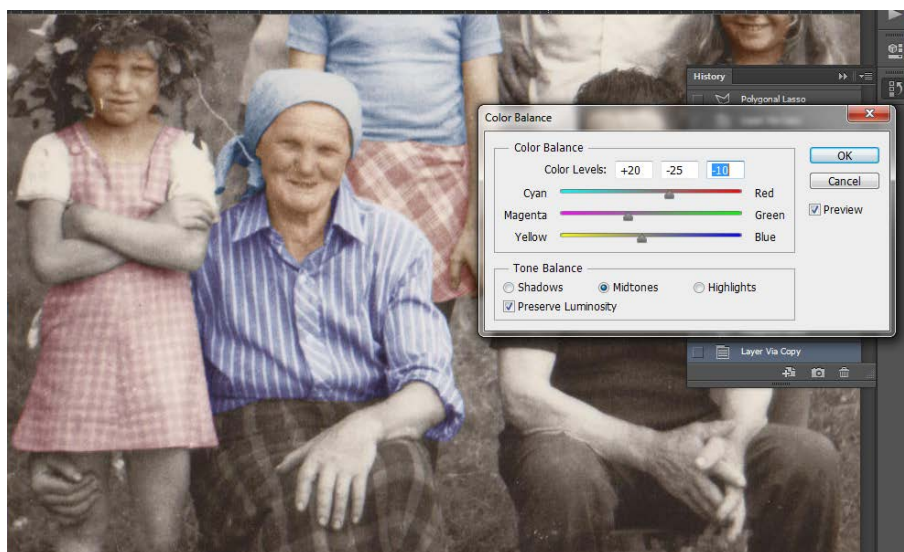 History
Polygonal Lasso
Color Balance
Color Balance
Color Levels: +20 -25 -10
Cyan Red
Magenta Green
Yellow Blue
Tone Balance
Shadows Midtones Highlights
Preserve Luminosity
OK
Cancel
Preview
Layer Via Copy